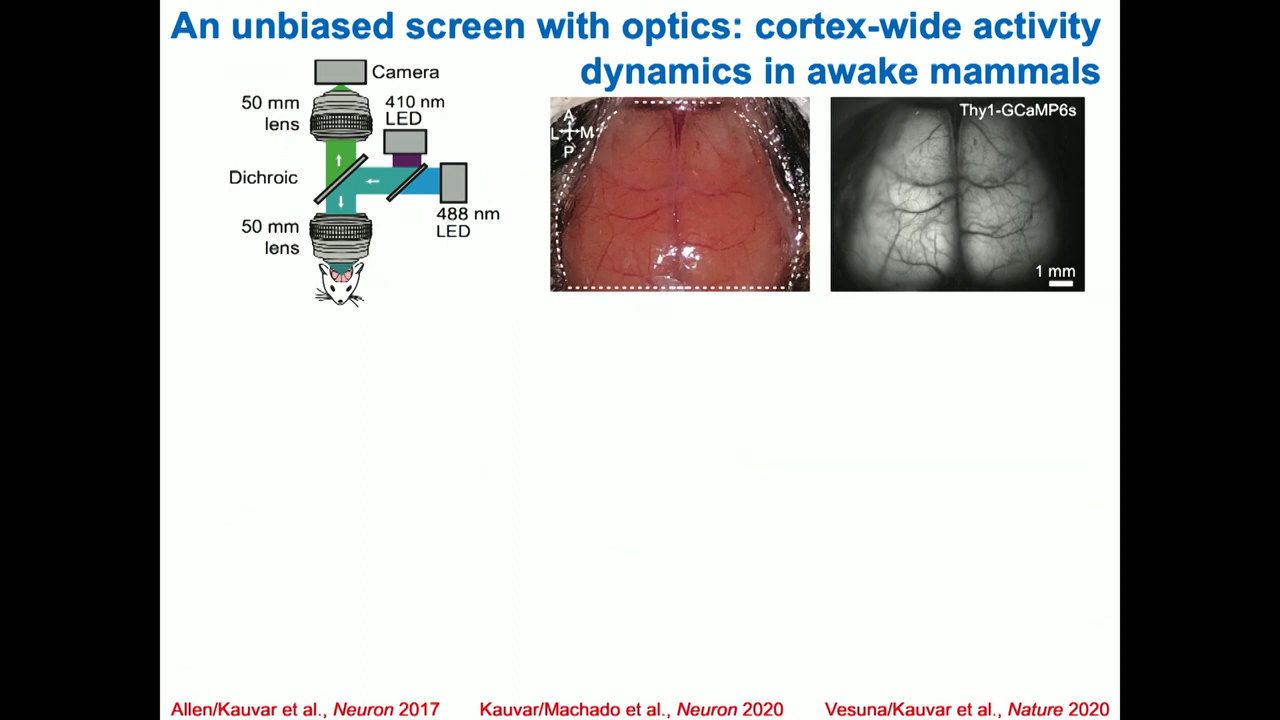 An unbiased screen with optics: cortex-wide activity
dynamics in awake mammals
Camera
50 mm
lens
410 nm
LED
Dichroic
488 nm
LED
50 mm
lens
A
L M
P
Thy1-GCaMP6s
1 mm
Allen/Kauvar et al., Neuron 2017
Kauvar/Machado et al., Neuron 2020
Vesuna/Kauvar et al., Nature 2020